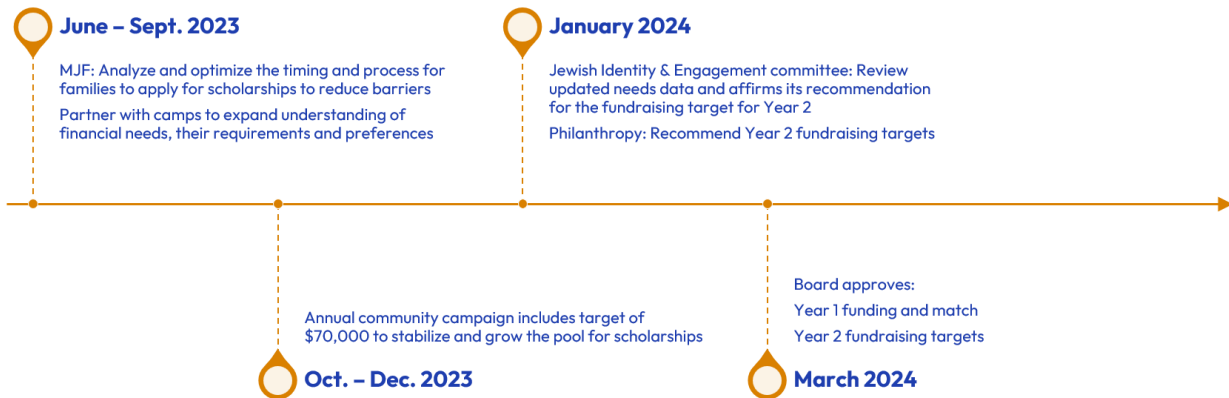 June – Sept. 2023
MJF: Analyze and optimize the timing and process for
families to apply for scholarships to reduce barriers
Partner with camps to expand understanding of
financial needs, their requirements and preferences
Annual community campaign includes target of
$70,000 to stabilize and grow the pool for scholarships
Oct. – Dec. 2023
January 2024
Jewish Identity & Engagement committee: Review
updated needs data and affirms its recommendation
for the fundraising target for Year 2
Philanthropy: Recommend Year 2 fundraising targets
Board approves:
Year 1 funding and match
Year 2 fundraising targets
March 2024